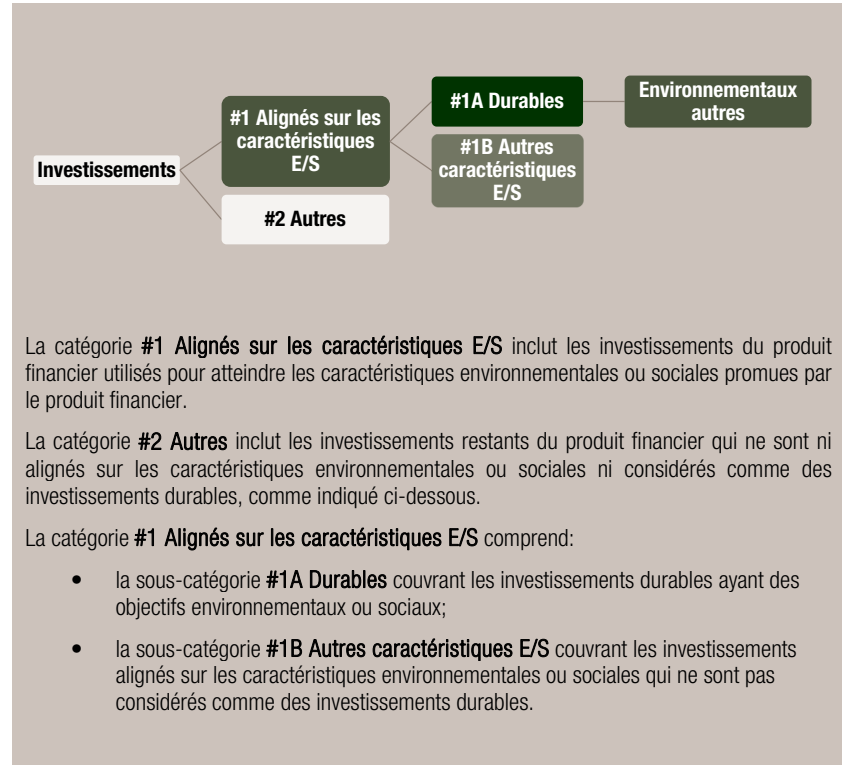 Investissements
#1 Alignés sur les
caractéristiques
E/S
#2 Autres
#1A Durables
#1B Autres
caractéristiques
E/S
Environnementaux
autres
La catégorie #1 Alignés sur les caractéristiques E/S inclut les investissements du produit
financier utilisés pour atteindre les caractéristiques environnementales ou sociales promues par
le produit financier.
La catégorie #2 Autres inclut les investissements restants du produit financier qui ne sont ni
alignés sur les caractéristiques environnementales ou sociales ni considérés comme des
investissements durables, comme indiqué ci-dessous.
La catégorie #1 Alignés sur les caractéristiques E/S comprend:
• la sous-catégorie #1A Durables couvrant les investissements durables ayant des
objectifs environnementaux ou sociaux;
• la sous-catégorie #1B Autres caractéristiques E/S couvrant les investissements
alignés sur les caractéristiques environnementales ou sociales qui ne sont pas
considérés comme des investissements durables.